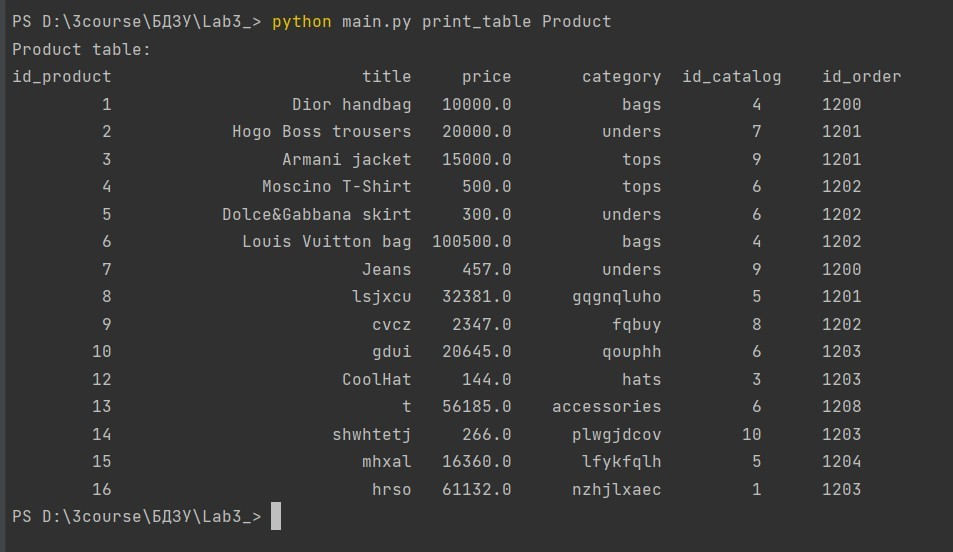 PS D:\3course\БДЗУ\Lab3_> python main.py print_table Product
Product table:
id_product title price category id_catalog id_order
1 Dior handbag 10000.0 bags 4 1200
2 Hogo Boss trousers 20000.0 unders 7 1201
3 Armani jacket 15000.0 tops 9 1201
4 Moscino T-Shirt 500.0 tops 6 1202
5 Dolce&Gabbana skirt 300.0 unders 6 1202
6 Louis Vuitton bag 100500.0 bags 4 1202
7 Jeans 457.0 unders 9 1200
8 lsjxcu 32381.0 gqgnqluho 5 1201
9 cvcz 2347.0 fqbuy 8 1202
10 gdui 20645.0 qouphh 6 1203
12 CoolHat 144.0 hats 3 1203
13 t 56185.0 accessories 6 1208
14 shwhtetj 266.0 plwgjdcov 10 1203
15 mhxal 16360.0 lfykfqlh 5 1204
16 hrso 61132.0 nzhjlxaec 1 1203
PS D:\3course\БДЗУ\Lab3_>